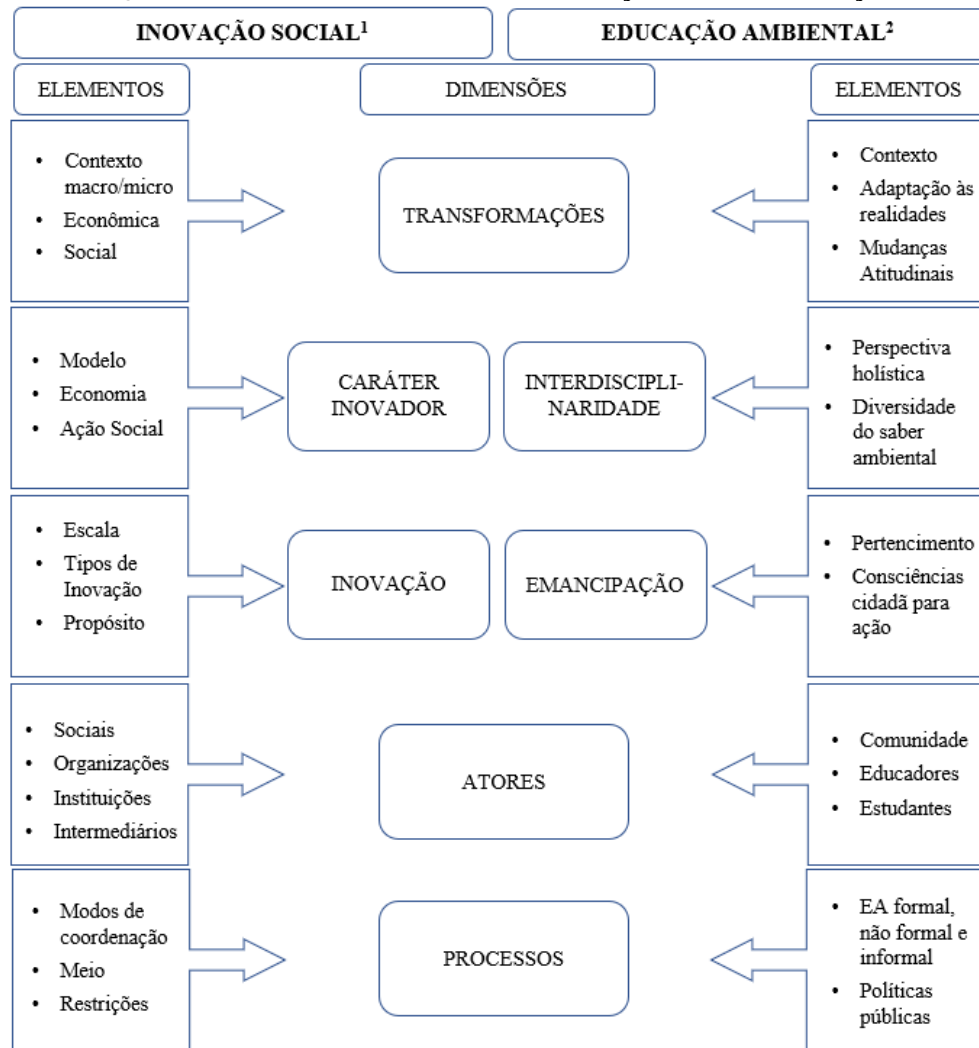 INOVAÇÃO SOCIAL¹
EDUCAÇÃO AMBIENTAL²
ELEMENTOS
DIMENSÕES
ELEMENTOS
• Contexto
macro/micro
• Econômica
• Social
TRANSFORMAÇÕES
• Contexto
• Adaptação às
realidades
• Mudanças
Atitudinais
• Modelo
• Economia
• Ação Social
CARÁTER
INOVADOR
INTERDISCIPLI-
NARIDADE
• Perspectiva
holística
• Diversidade
do saber
ambiental
• Escala
• Tipos de
Inovação
• Propósito
INOVAÇÃO
EMANCIPAÇÃO
• Pertencimento
• Consciências
cidadã para
ação
• Sociais
• Organizações
• Instituições
• Intermediários
ATORES
• Comunidade
• Educadores
• Estudantes
• Modos de
coordenação
• Meio
• Restrições
PROCESSOS
• EA formal,
não formal e
informal
• Políticas
públicas